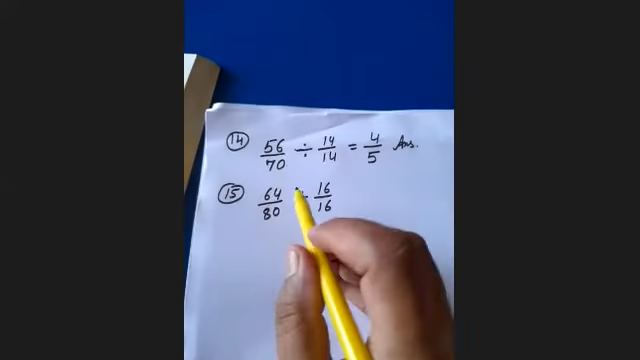 (14) 56/70 ÷ 14/14 = 4/5 Ans.
(15) 64/80 ÷ 16/16